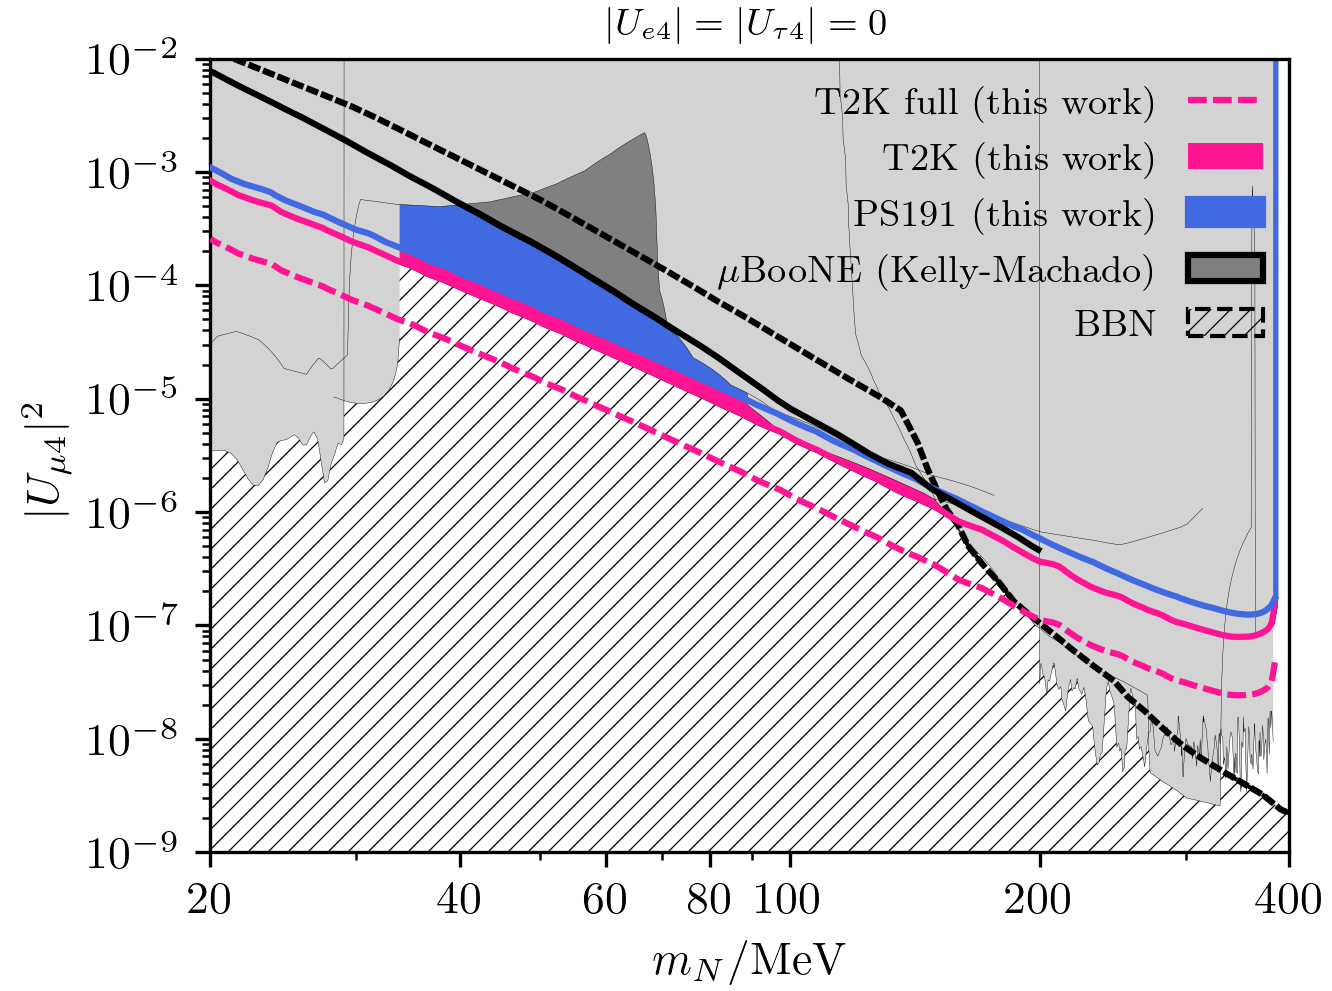 |U_{e4}| = |U_{τ4}| = 0
T2K full (this work)
T2K (this work)
PS191 (this work)
μBooNE (Kelly-Machado)
BBN
|U_{μ4}|^2
10^{-2}
10^{-3}
10^{-4}
10^{-5}
10^{-6}
10^{-7}
10^{-8}
10^{-9}
20 40 60 80 100 200 400
m_N/MeV